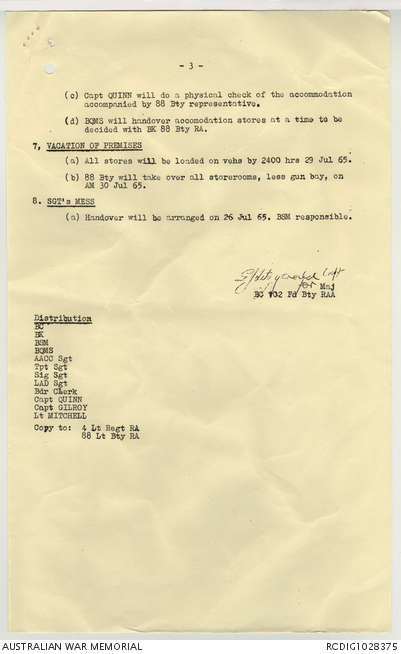 - 3 -
(c) Capt QUINN will do a physical check of the accommodation
accompanied by 88 Bty representative.
(d) BQMS will handover accomodation stores at a time to be
decided with BK 88 Bty RA.
7, VACATION OF PREMISES
(a) All stores will be loaded on vehs by 2400 hrs 29 Jul 65.
(b) 88 Bty will take over all storerooms, less gun bay, on
AM 30 Jul 65.
8. SGT's MESS
(a) Handover will be arranged on 26 Jul 65. BSM responsible.
Capt
for Maj
BC 102 Fd Bty RAA
Distribution
BC
BK
BSM
BQMS
AACC Sgt
Tpt Sgt
Sig Sgt
LAD Sgt
Bdr Clerk
Capt QUINN
Capt GILROY
Lt MITCHELL
Copy to: 4 Lt Regt RA
88 Lt Bty RA
AUSTRALIAN WAR MEMORIAL
RCDIG1028375